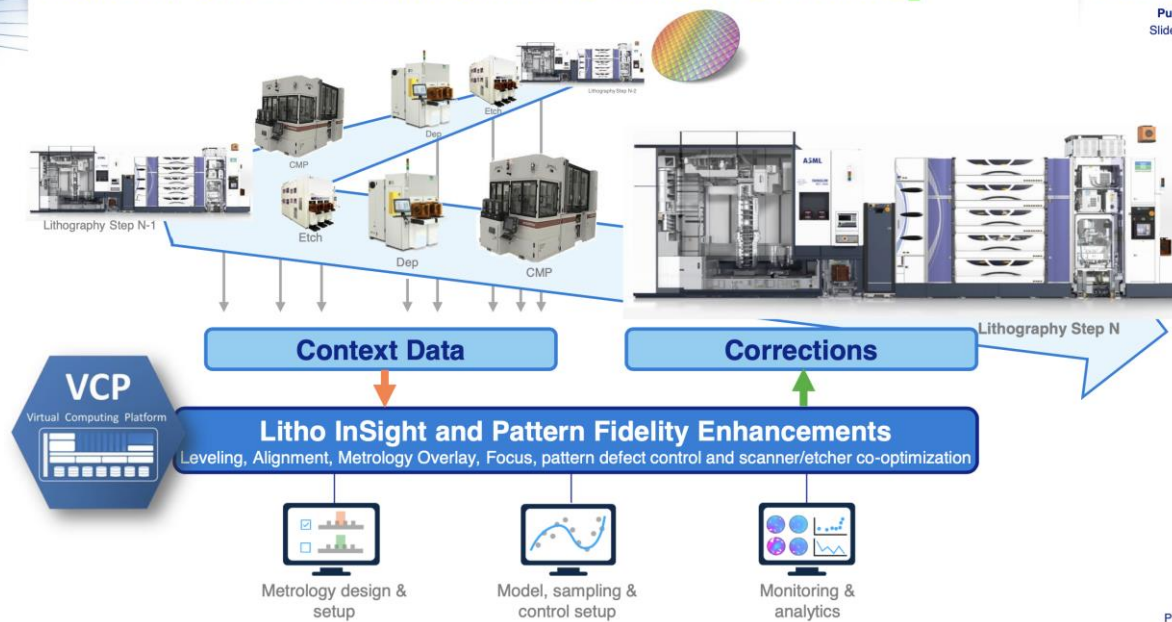 Pu
Slide
Lithography Step N-2
Etch
Dep
CMP
Lithography Step N-1
Etch
Dep
CMP
ASML
Lithography Step N
Context Data
Corrections
VCP
Virtual Computing Platform
Litho InSight and Pattern Fidelity Enhancements
Leveling, Alignment, Metrology Overlay, Focus, pattern defect control and scanner/etcher co-optimization
Metrology design &
setup
Model, sampling &
control setup
Monitoring &
analytics
P